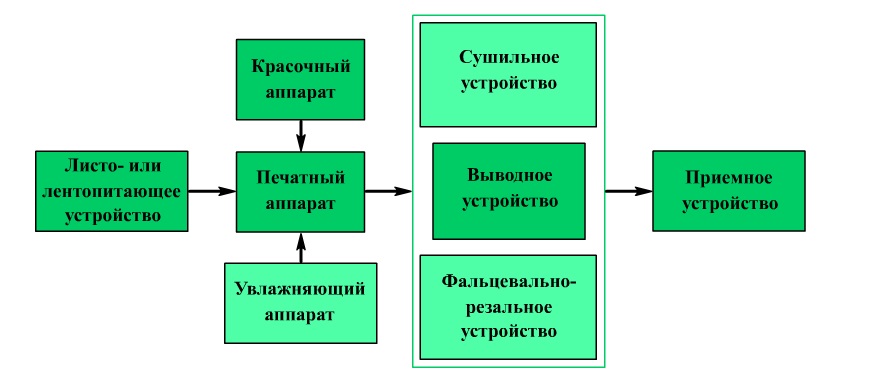 Красочный
аппарат
Сушильное
устройство
Листо- или
лентопитающее
устройство
Печатный
аппарат
Выводное
устройство
Приемное
устройство
Увлажняющий
аппарат
Фальцевально-
резальное
устройство